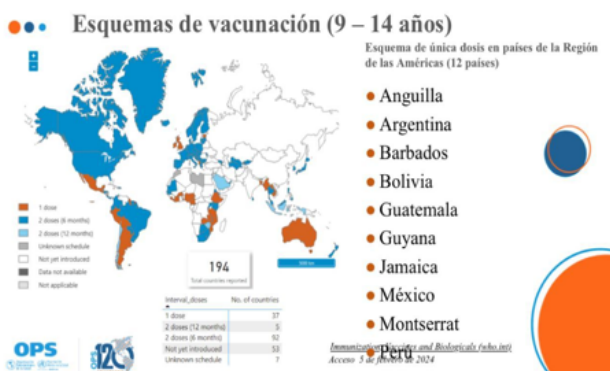 Esquemas de vacunación (9 – 14 años)
Esquema de única dosis en países de la Región
de las Américas (12 países)
Anguilla
Argentina
Barbados
Bolivia
Guatemala
Guyana
Jamaica
México
Montserrat
Perú
1 dose
2 doses (6 months)
2 doses (12 months)
Unknown schedule
Not yet introduced
Data not available
Not applicable
194
Total countries reported
Interval_doses No. of countries
1 dose 37
2 doses (12 months) 5
2 doses (6 months) 92
Not yet introduced 53
Unknown schedule 7
Immunization, Vaccines and Biologicals (who.int)
Acceso 5 de febrero de 2024
OPS
OPS 120